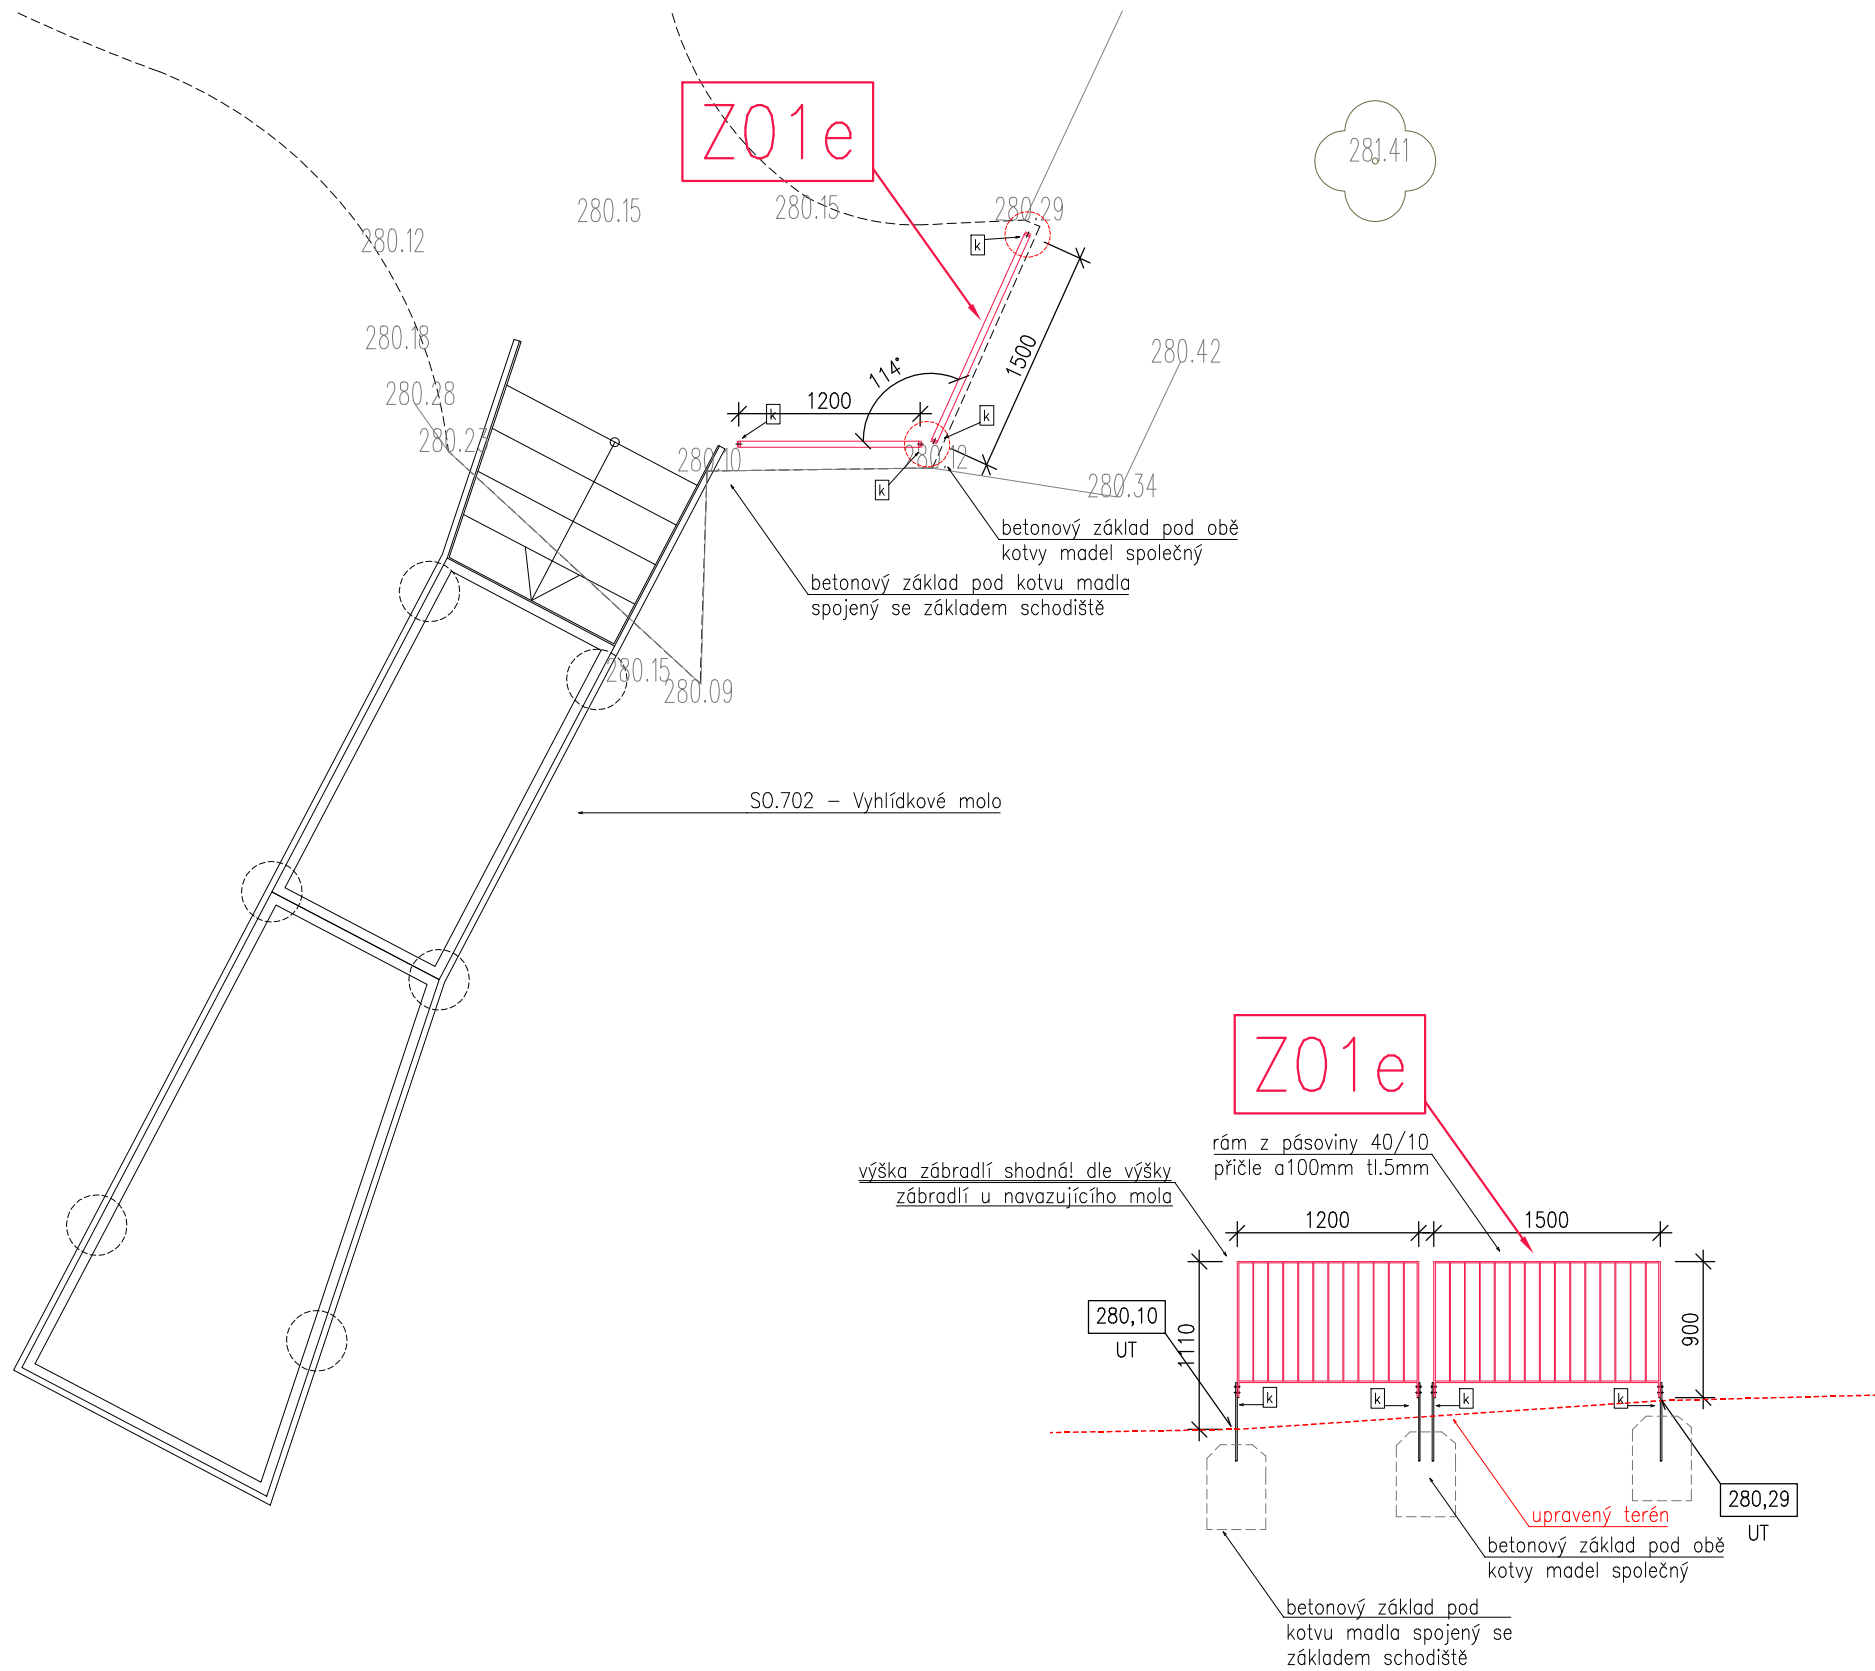 Z01e
281.41
280.15
280.15
280.29
280.12
k
280.18
1500
280.42
114°
280.28
1200
k
k
280.23
280.10
280.12
k
280.34
betonový základ pod obě
kotvy madel společný
betonový základ pod kotvu madla
spojený se základem schodiště
280.15
280.09
SO.702 – Vyhlídkové molo
Z01e
rám z pásoviny 40/10
příčle a100mm tl.5mm
výška zábradlí shodná! dle výšky
zábradlí u navazujícího mola
1200
1500
280,10
UT
1110
900
k
k
k
k
280,29
UT
upravený terén
betonový základ pod obě
kotvy madel společný
betonový základ pod
kotvu madla spojený se
základem schodiště